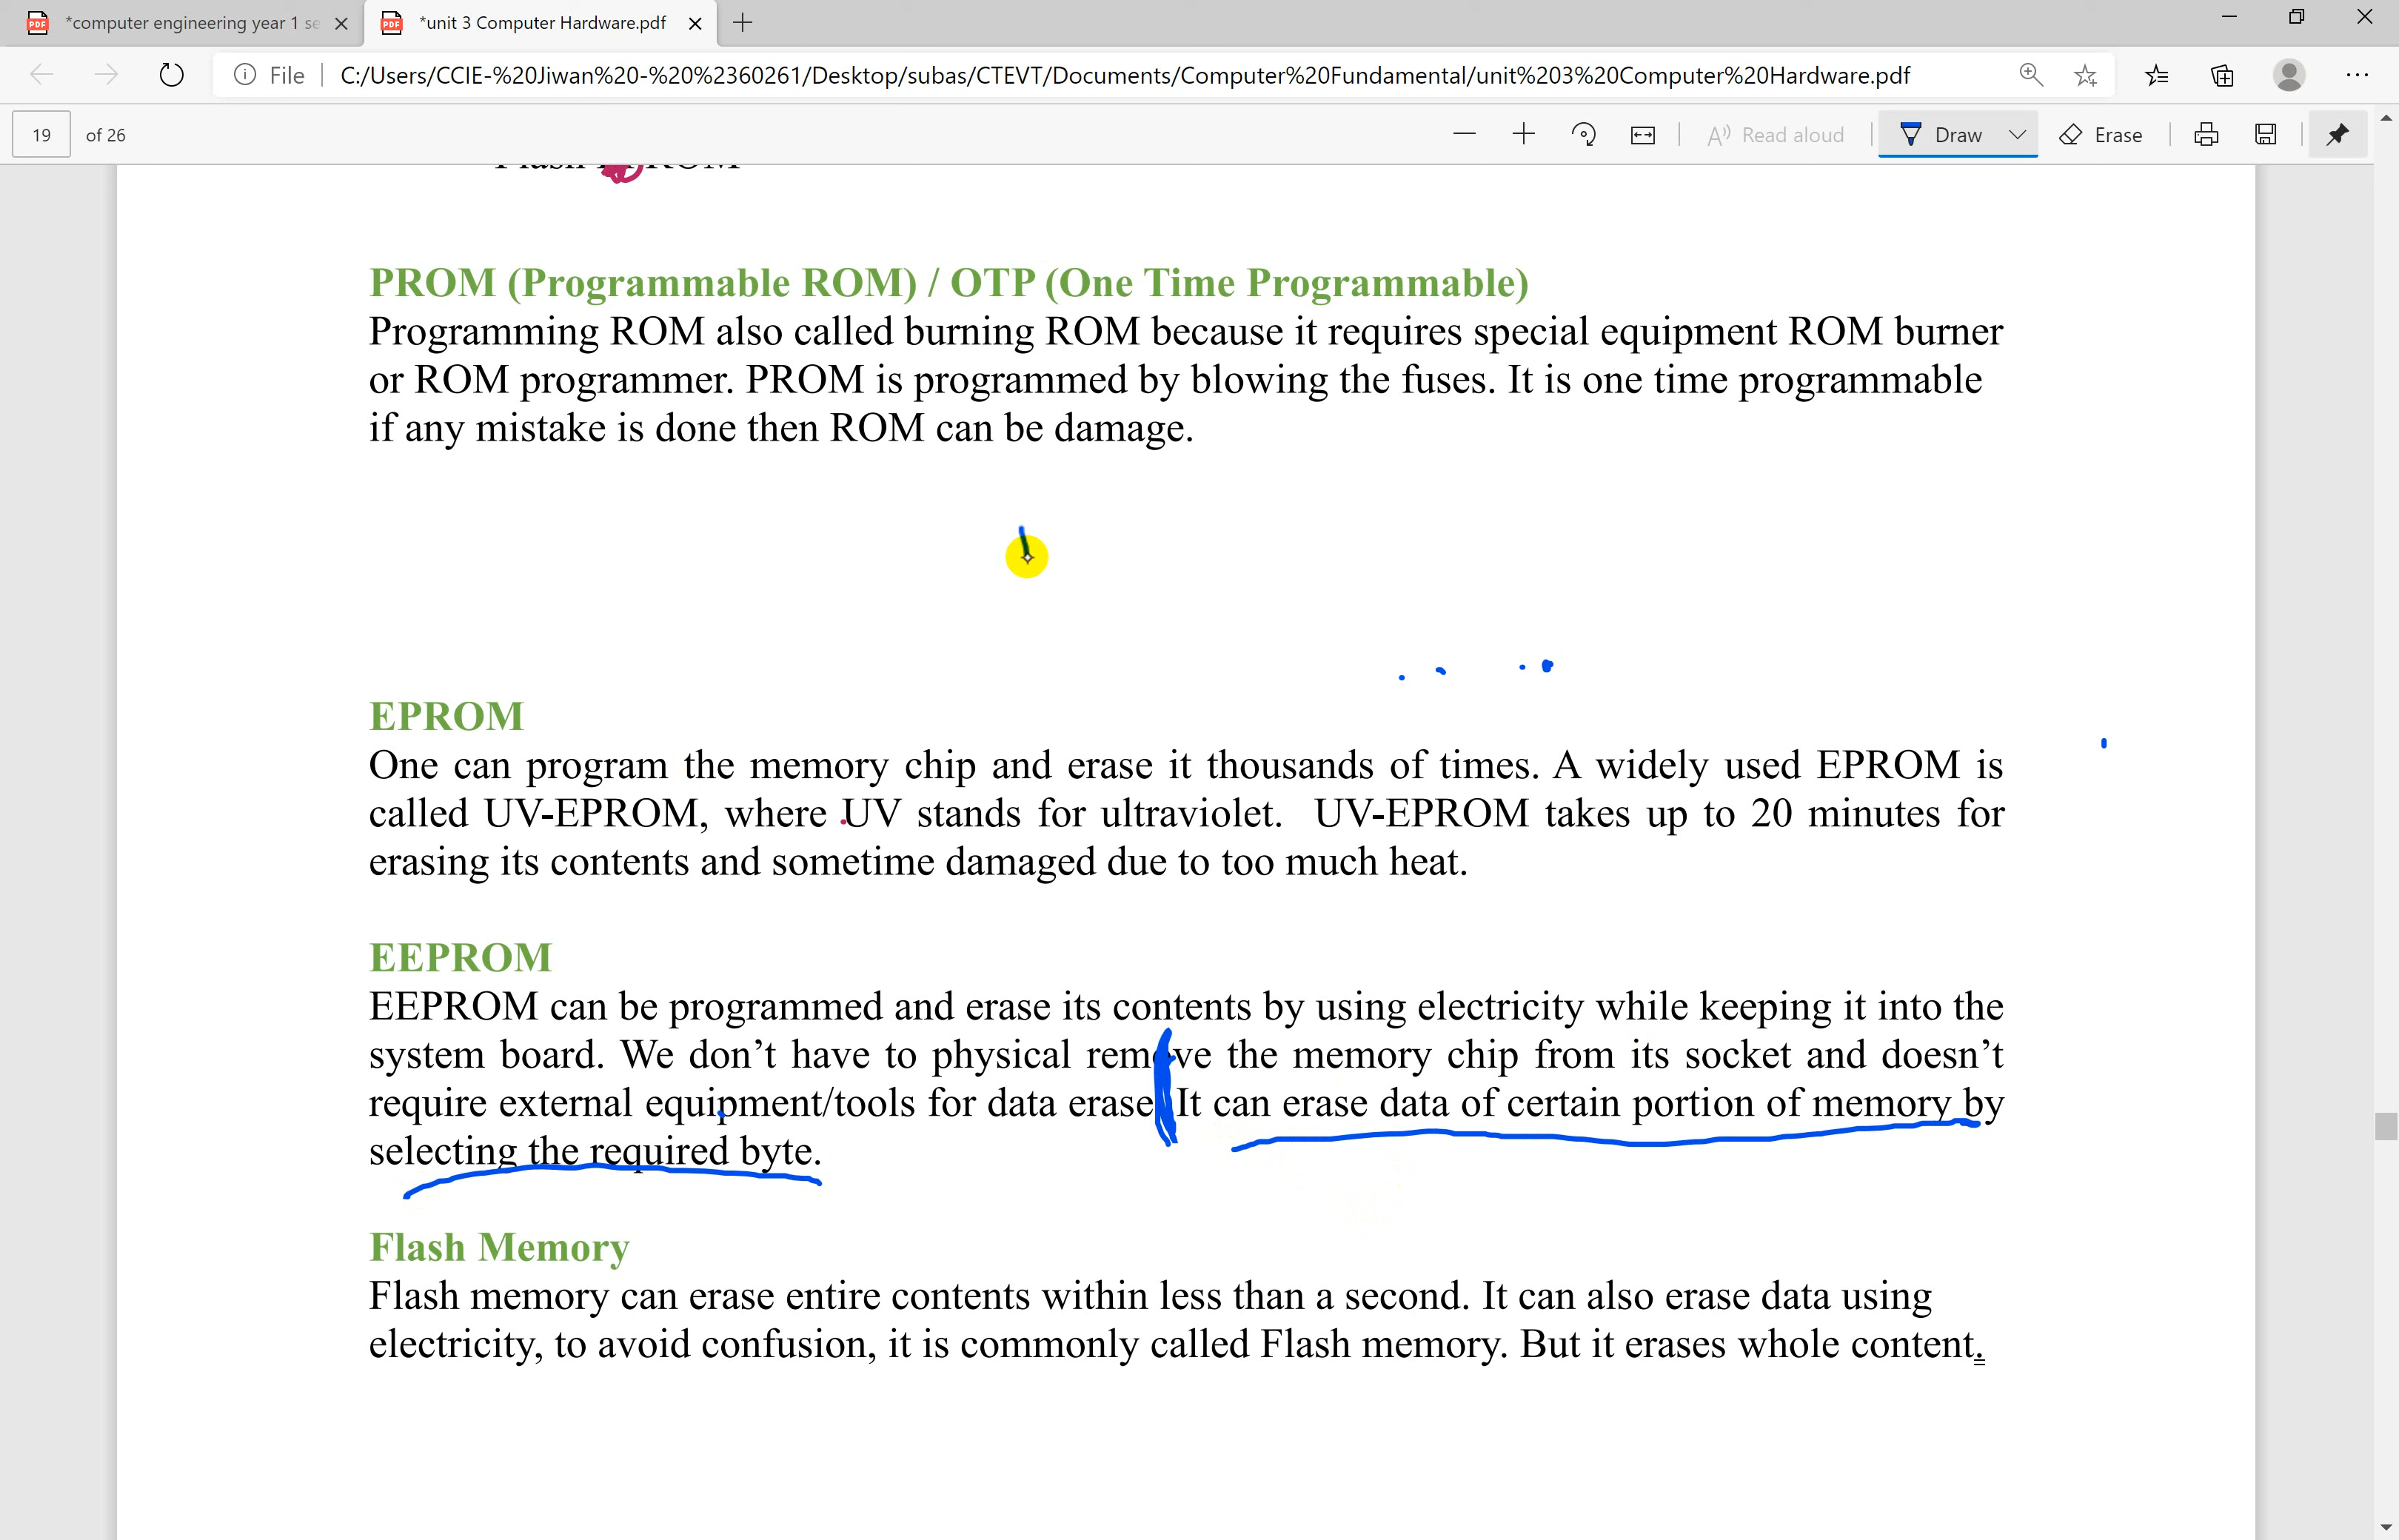 *computer engineering year 1 se
*unit 3 Computer Hardware.pdf
File
C:/Users/CCIE-%20Jiwan%20-%20%2360261/Desktop/subas/CTEVT/Documents/Computer%20Fundamental/unit%203%20Computer%20Hardware.pdf
19 of 26
Read aloud
Draw
Erase
PROM (Programmable ROM) / OTP (One Time Programmable)
Programming ROM also called burning ROM because it requires special equipment ROM burner
or ROM programmer. PROM is programmed by blowing the fuses. It is one time programmable
if any mistake is done then ROM can be damage.
EPROM
One can program the memory chip and erase it thousands of times. A widely used EPROM is
called UV-EPROM, where UV stands for ultraviolet. UV-EPROM takes up to 20 minutes for
erasing its contents and sometime damaged due to too much heat.
EEPROM
EEPROM can be programmed and erase its contents by using electricity while keeping it into the
system board. We don’t have to physical remove the memory chip from its socket and doesn’t
require external equipment/tools for data erase It can erase data of certain portion of memory by
selecting the required byte.
Flash Memory
Flash memory can erase entire contents within less than a second. It can also erase data using
electricity, to avoid confusion, it is commonly called Flash memory. But it erases whole content.